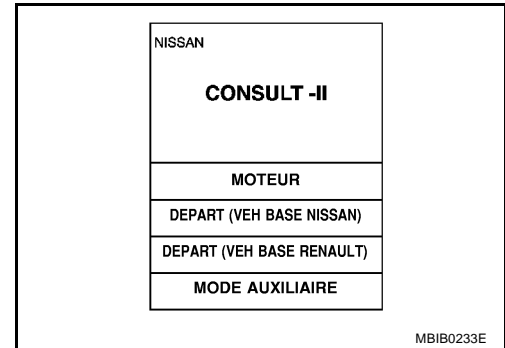 NISSAN
CONSULT -II
MOTEUR
DEPART (VEH BASE NISSAN)
DEPART (VEH BASE RENAULT)
MODE AUXILIAIRE
MBIB0233E